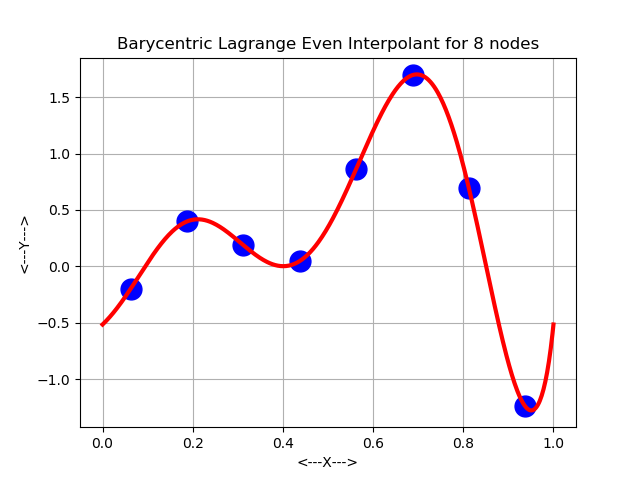 Barycentric Lagrange Even Interpolant for 8 nodes
1.5
1.0
0.5
0.0
−0.5
−1.0
<---Y--->
0.0 0.2 0.4 0.6 0.8 1.0
<---X--->